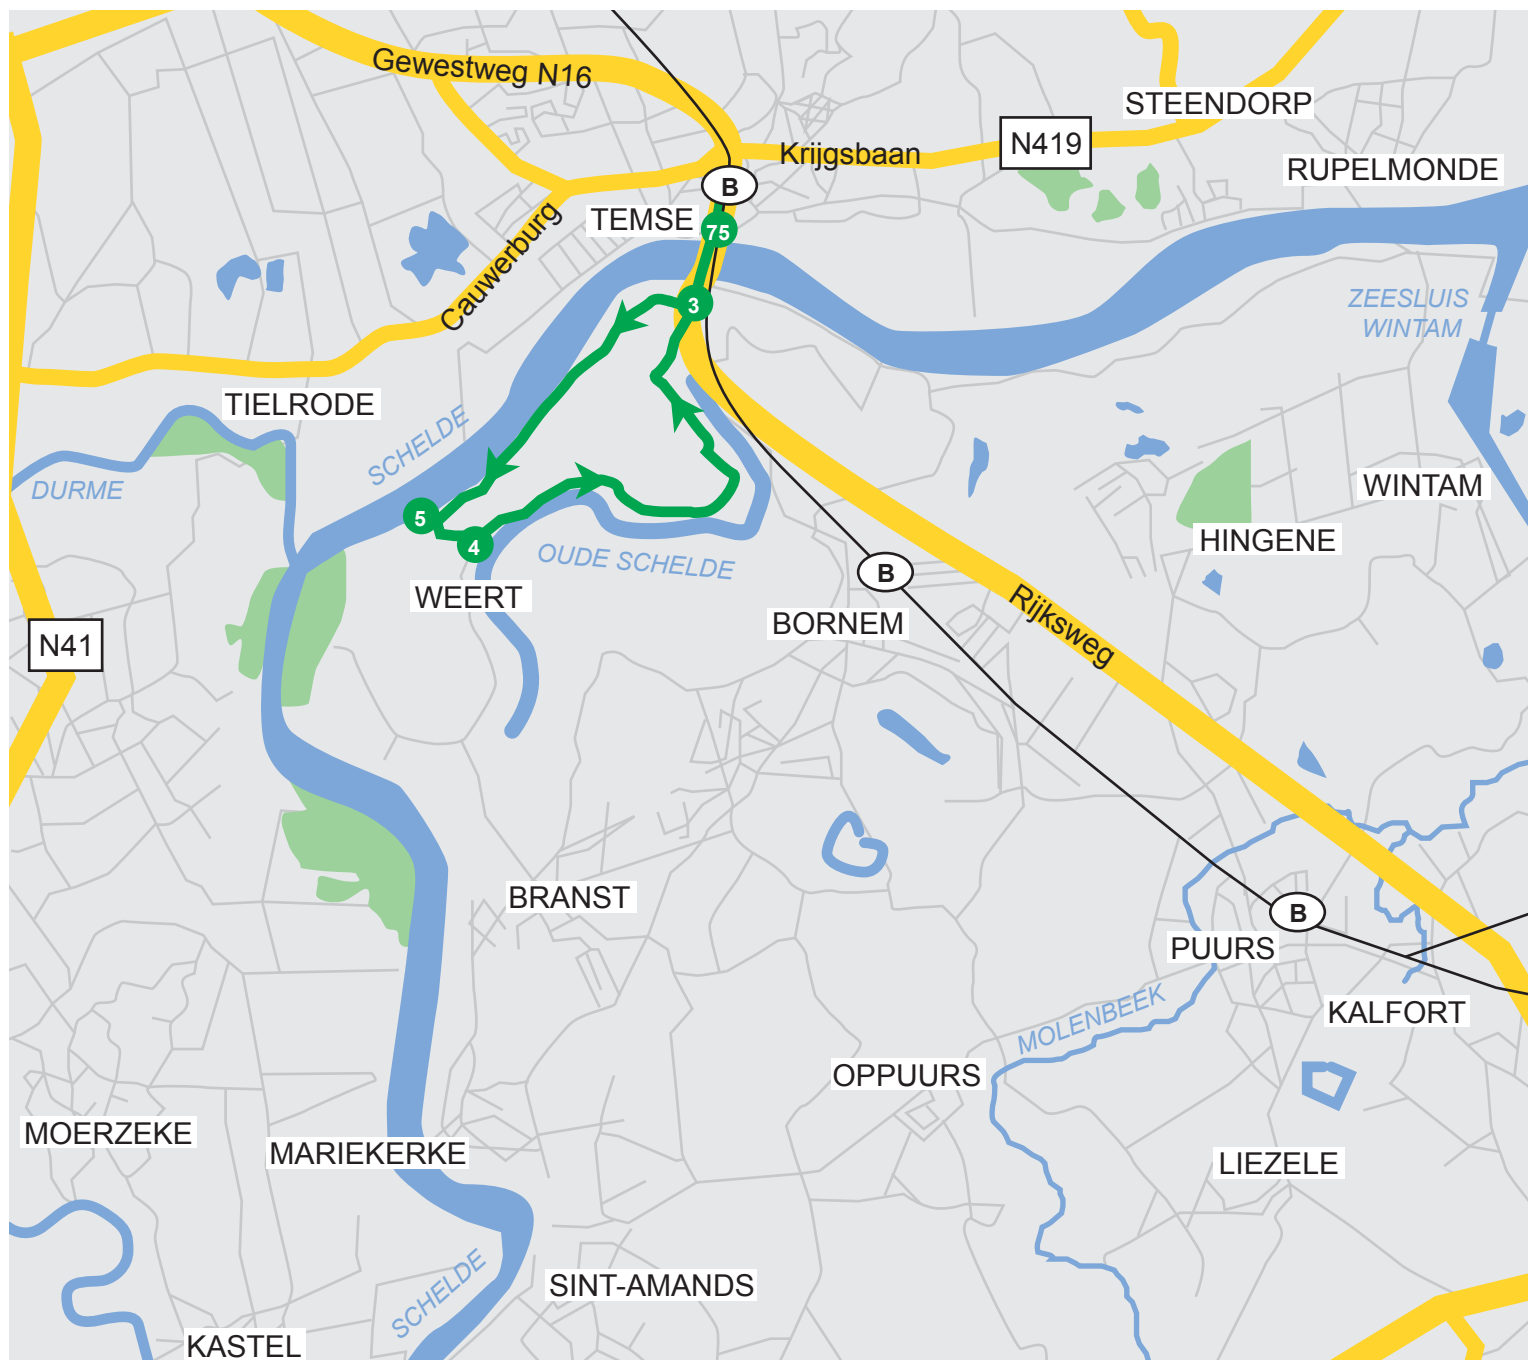 Gewestweg N16
STEENDORP
N419
Krijgsbaan
RUPELMONDE
B
TEMSE
75
Cauwerburg
3
ZEESLUIS
WINTAM
TIELRODE
SCHELDE
DURME
WINTAM
5
4
HINGENE
OUDE SCHELDE
B
WEERT
BORNEM
Rijksweg
N41
BRANST
B
PUURS
KALFORT
MOLENBEEK
OPPUURS
MOERZEKE
MARIEKERKE
LIEZELE
SCHELDE
SINT-AMANDS
KASTEL